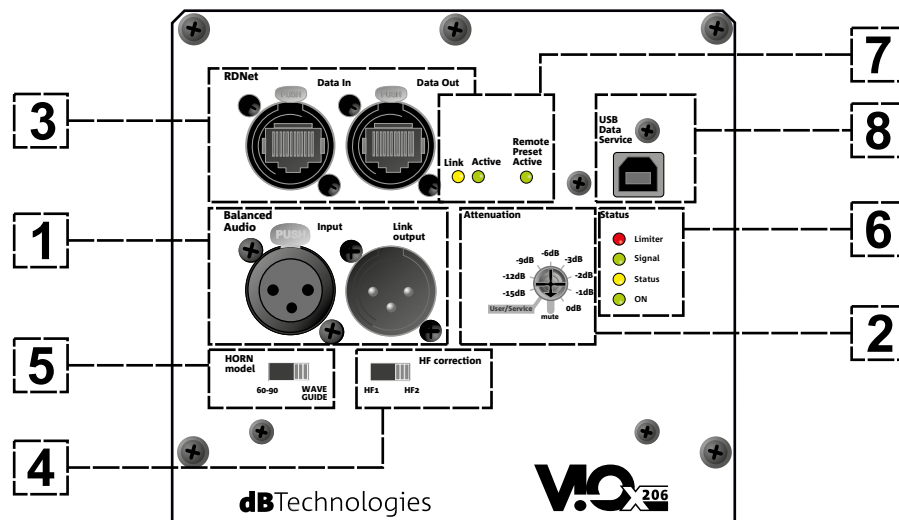 RDNet
Data In
Data Out
PUSH
PUSH
Link
Active
Remote
Preset
Active
USB
Data
Service
7
3
8
Balanced
Audio
Input
PUSH
Link
output
Attenuation
-6dB
-9dB
-3dB
-12dB
-2dB
-15dB
-1dB
User/Service
0dB
mute
Status
Limiter
Signal
Status
ON
1
6
2
HORN
model
60-90
WAVE
GUIDE
HF correction
HF1
HF2
5
4
dBTechnologies
VIO X206